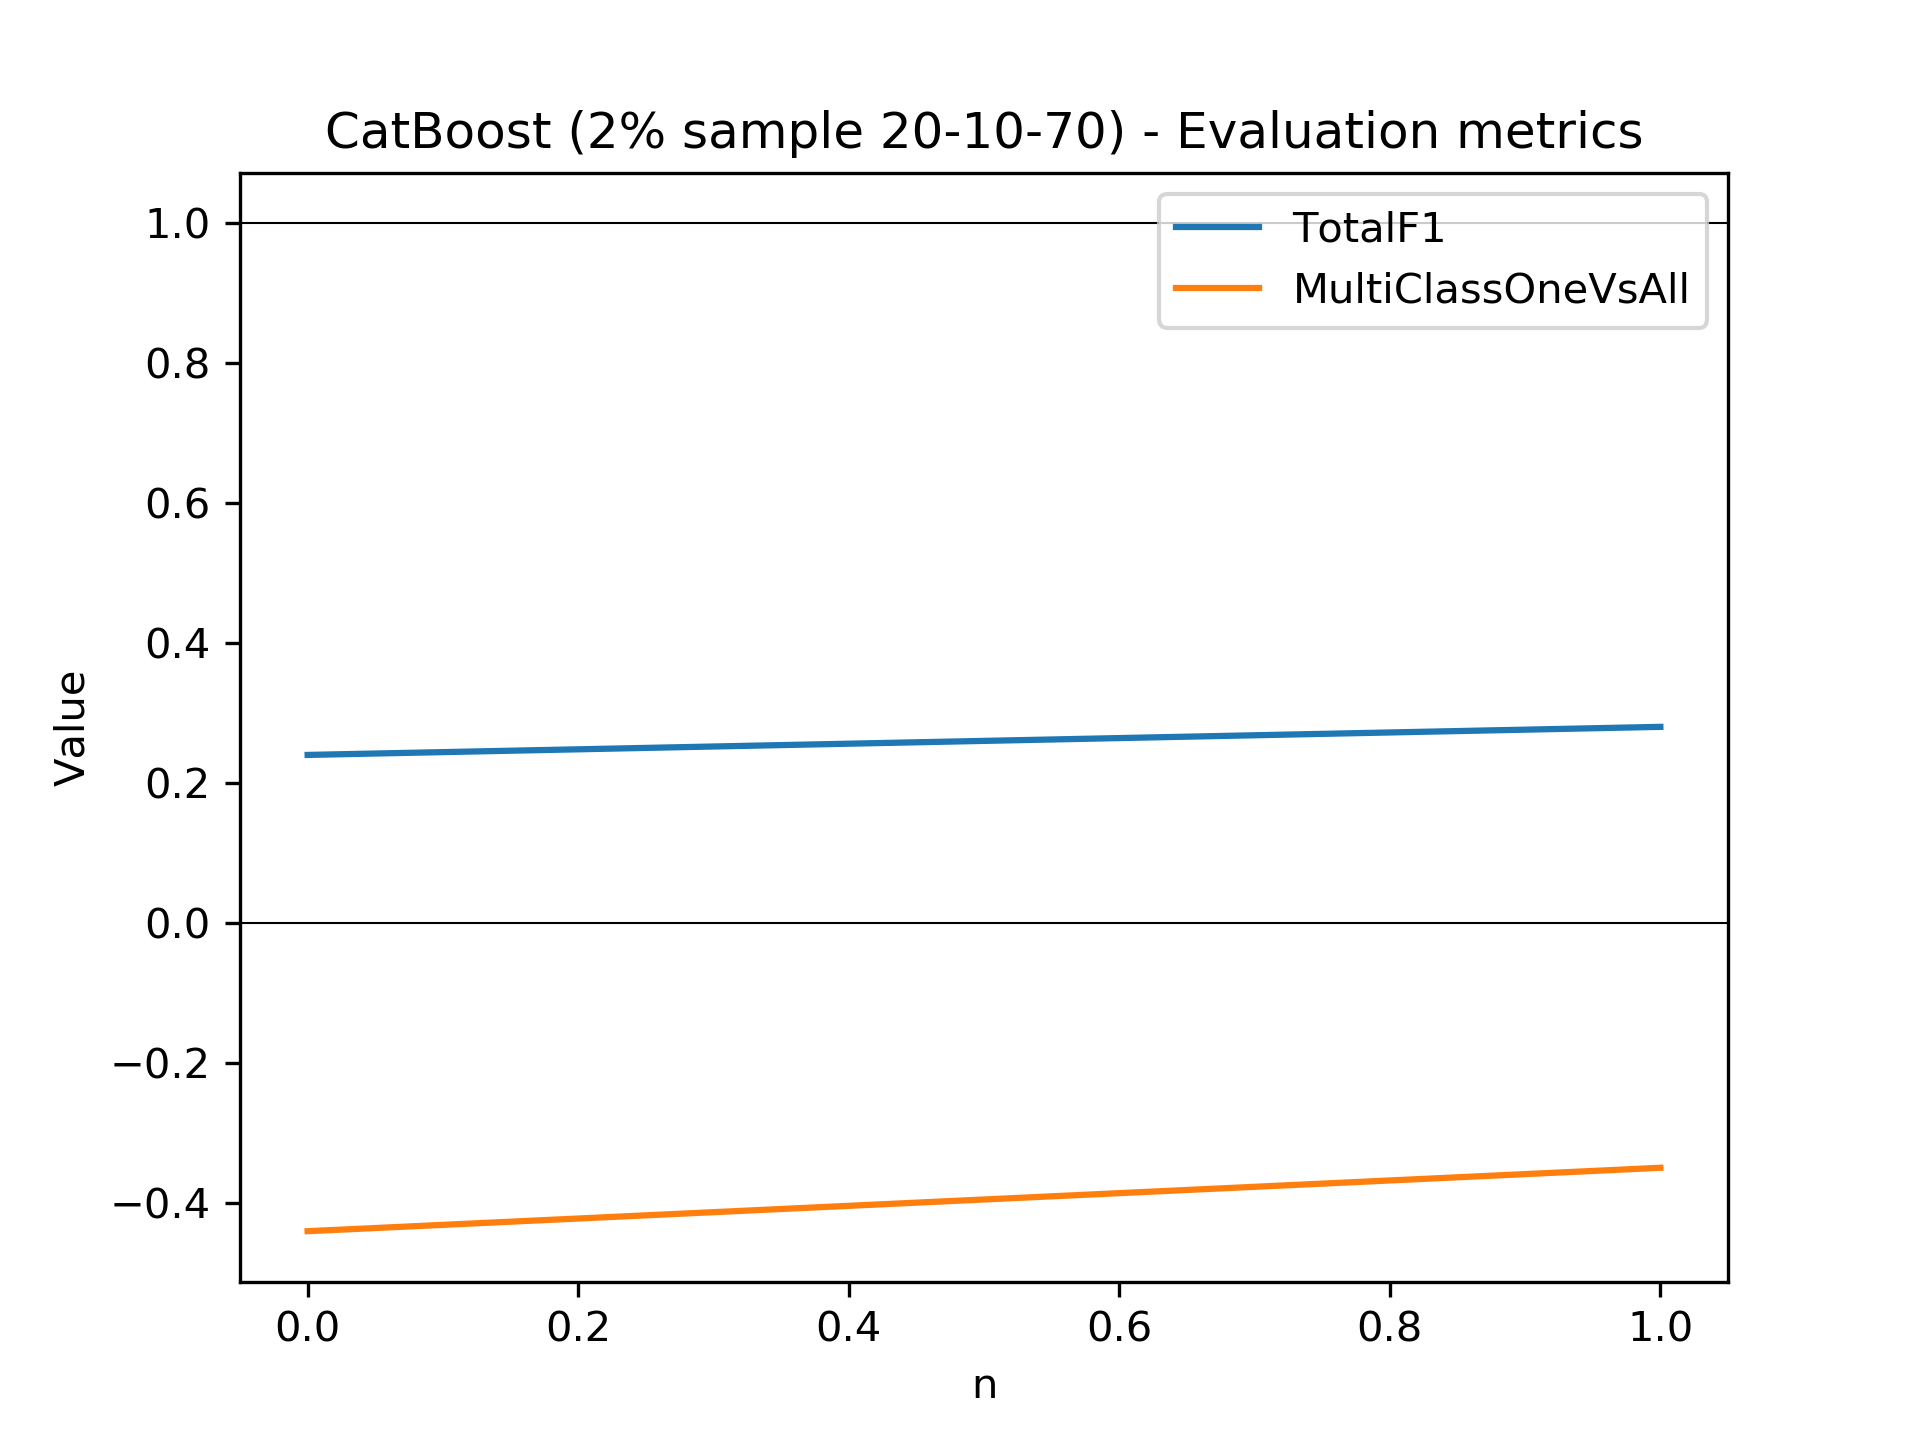 CatBoost (2% sample 20-10-70) - Evaluation metrics
TotalF1
MultiClassOneVsAll
1.0
0.8
0.6
0.4
0.2
0.0
−0.2
−0.4
Value
0.0 0.2 0.4 0.6 0.8 1.0
n